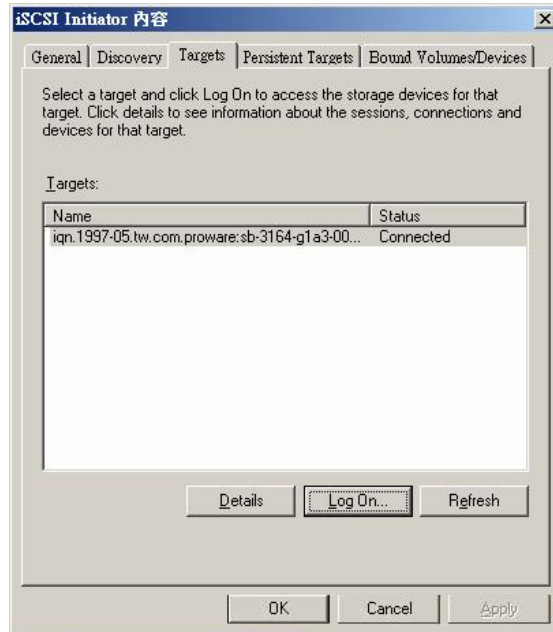 iSCSI Initiator 內容
General Discovery Targets Persistent Targets Bound Volumes/Devices
Select a target and click Log On to access the storage devices for that
target. Click details to see information about the sessions, connections and
devices for that target.
Targets:
Name Status
iqn.1997-05.tw.com.proware:sb-3164-g1a3-00... Connected
Details Log On... Refresh
OK Cancel Apply